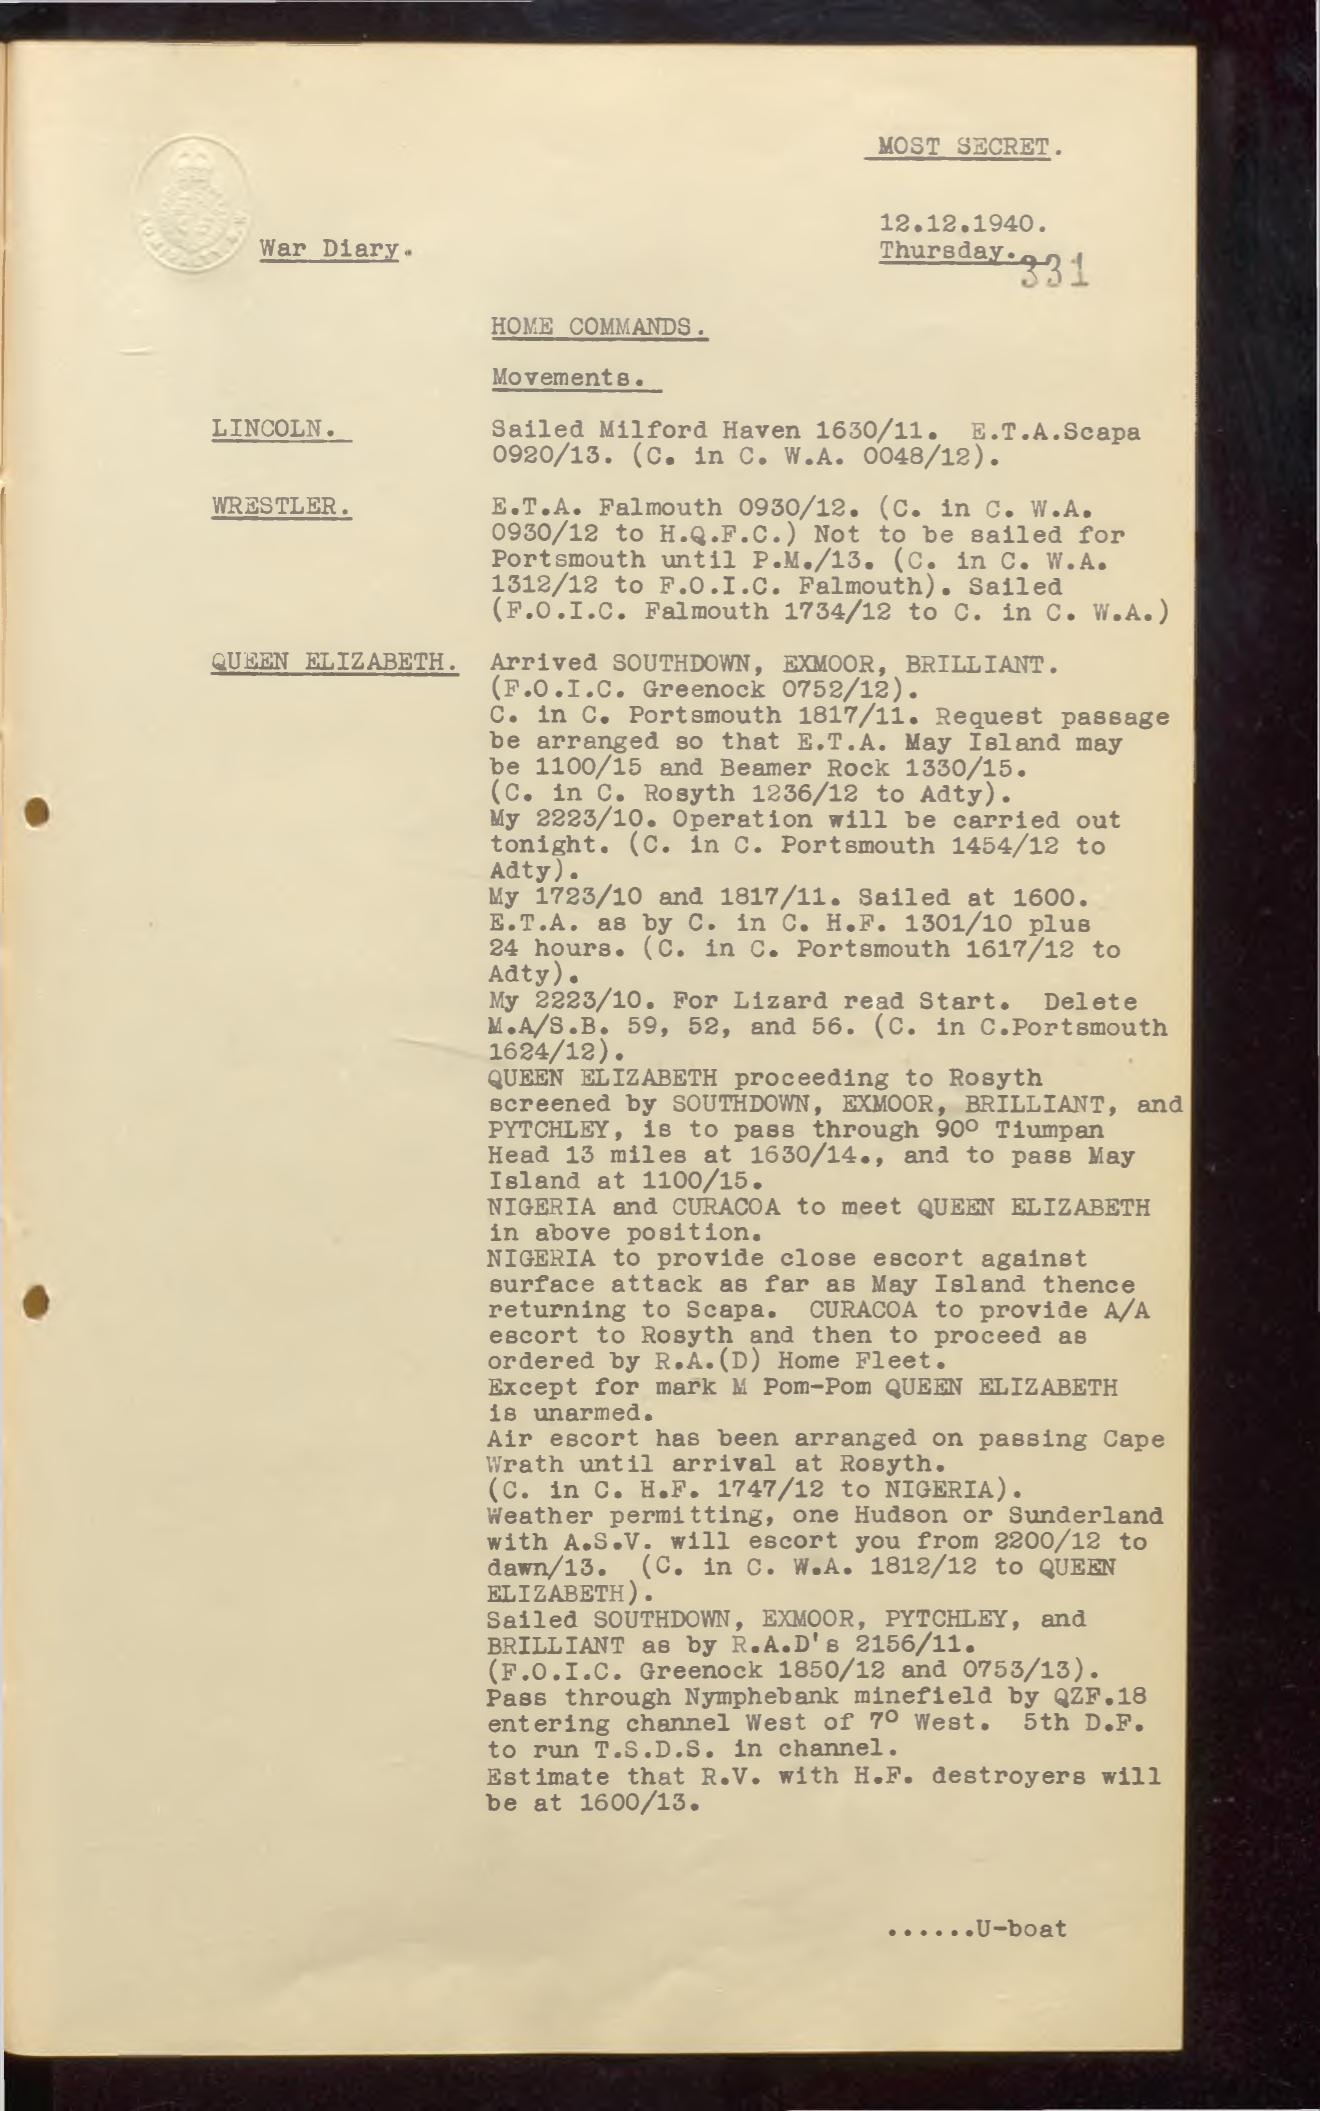 MOST SECRET.
12.12.1940.
War Diary.
Thursday.
331
HOME COMMANDS.
Movements.
LINCOLN.
Sailed Milford Haven 1630/11. E.T.A.Scapa
0920/13. (C. in C. W.A. 0048/12).
WRESTLER.
E.T.A. Falmouth 0930/12. (C. in C. W.A.
0930/12 to H.Q.F.C.) Not to be sailed for
Portsmouth until P.M./13. (C. in C. W.A.
1312/12 to F.O.I.C. Falmouth). Sailed
(F.O.I.C. Falmouth 1734/12 to C. in C. W.A.)
QUEEN ELIZABETH.
Arrived SOUTHDOWN, EXMOOR, BRILLIANT.
(F.O.I.C. Greenock 0752/12).
C. in C. Portsmouth 1817/11. Request passage
be arranged so that E.T.A. May Island may
be 1100/15 and Beamer Rock 1330/15.
(C. in C. Rosyth 1236/12 to Adty).
My 2223/10. Operation will be carried out
tonight. (C. in C. Portsmouth 1454/12 to
Adty).
My 1723/10 and 1817/11. Sailed at 1600.
E.T.A. as by C. in C. H.F. 1301/10 plus
24 hours. (C. in C. Portsmouth 1617/12 to
Adty).
My 2223/10. For Lizard read Start. Delete
M.A/S.B. 59, 52, and 56. (C. in C.Portsmouth
1624/12).
QUEEN ELIZABETH proceeding to Rosyth
screened by SOUTHDOWN, EXMOOR, BRILLIANT, and
PYTCHLEY, is to pass through 90° Tiumpan
Head 13 miles at 1630/14., and to pass May
Island at 1100/15.
NIGERIA and CURACOA to meet QUEEN ELIZABETH
in above position.
NIGERIA to provide close escort against
surface attack as far as May Island thence
returning to Scapa. CURACOA to provide A/A
escort to Rosyth and then to proceed as
ordered by R.A.(D) Home Fleet.
Except for mark M Pom-Pom QUEEN ELIZABETH
is unarmed.
Air escort has been arranged on passing Cape
Wrath until arrival at Rosyth.
(C. in C. H.F. 1747/12 to NIGERIA).
Weather permitting, one Hudson or Sunderland
with A.S.V. will escort you from 2200/12 to
dawn/13. (C. in C. W.A. 1812/12 to QUEEN
ELIZABETH).
Sailed SOUTHDOWN, EXMOOR, PYTCHLEY, and
BRILLIANT as by R.A.D's 2156/11.
(F.O.I.C. Greenock 1850/12 and 0753/13).
Pass through Nymphebank minefield by QZF.18
entering channel West of 7° West. 5th D.F.
to run T.S.D.S. in channel.
Estimate that R.V. with H.F. destroyers will
be at 1600/13.
......U-boat